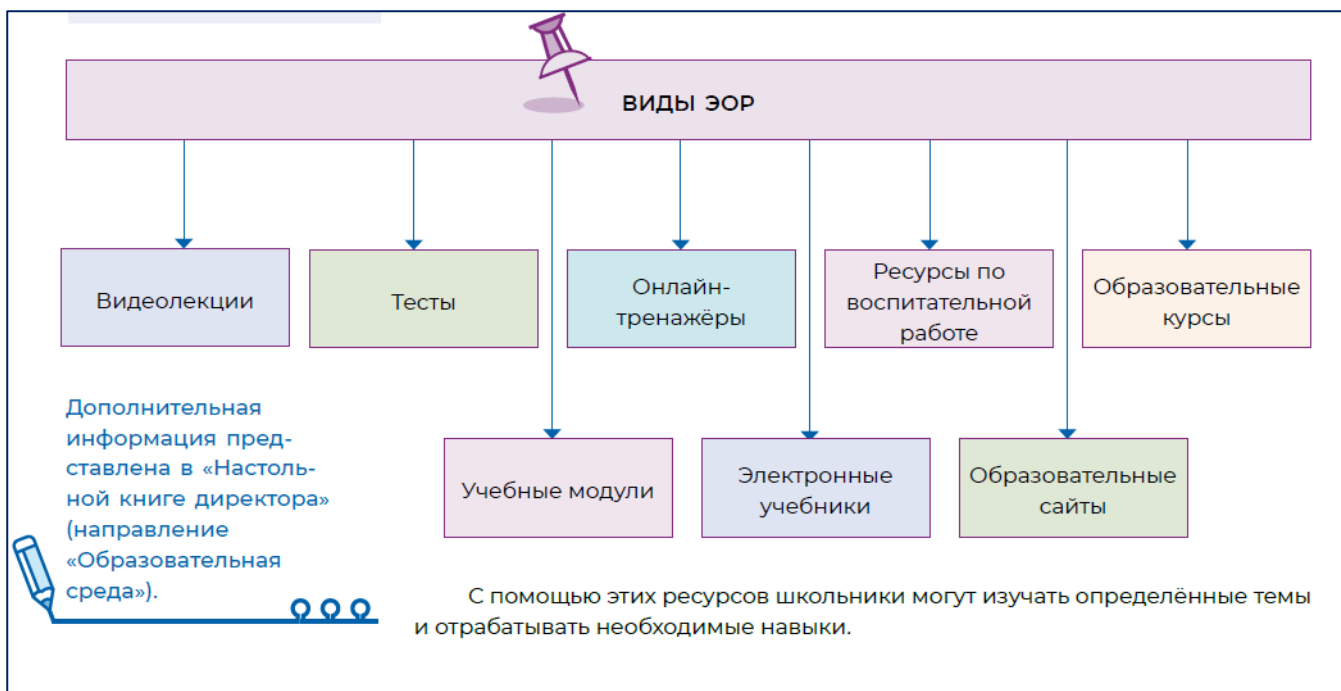 ВИДЫ ЭОР
Видеолекции
Тесты
Онлайн-
тренажёры
Ресурсы по
воспитательной
работе
Образовательные
курсы
Учебные модули
Электронные
учебники
Образовательные
сайты
Дополнительная
информация пред-
ставлена в «Настоль-
ной книге директора»
(направление
«Образовательная
среда»).
С помощью этих ресурсов школьники могут изучать определённые темы
и отрабатывать необходимые навыки.